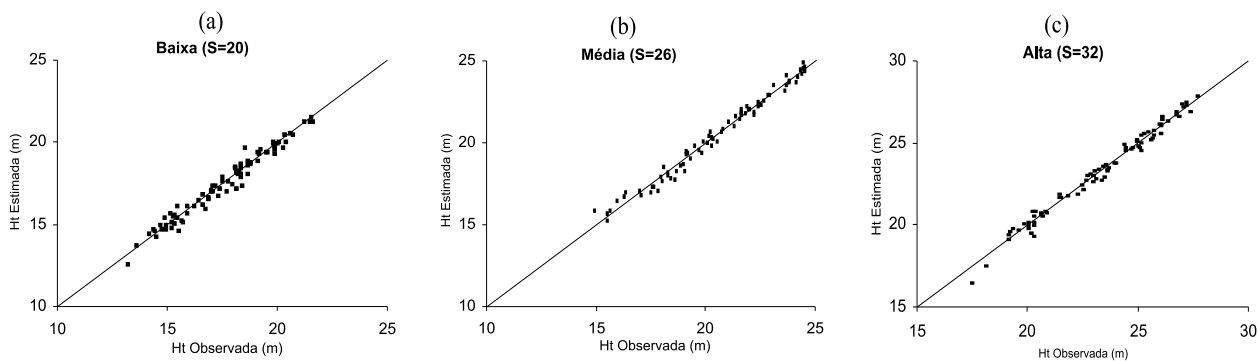 (a)
Baixa (S=20)
25
20
15
10
Ht Estimada (m)
10 15 20 25
Ht Observada (m)
(b)
Média (S=26)
25
20
15
10
Ht Estimada (m)
10 15 20 25
Ht Observada (m)
(c)
Alta (S=32)
30
25
20
15
Ht Estimada (m)
15 20 25 30
Ht Observada (m)